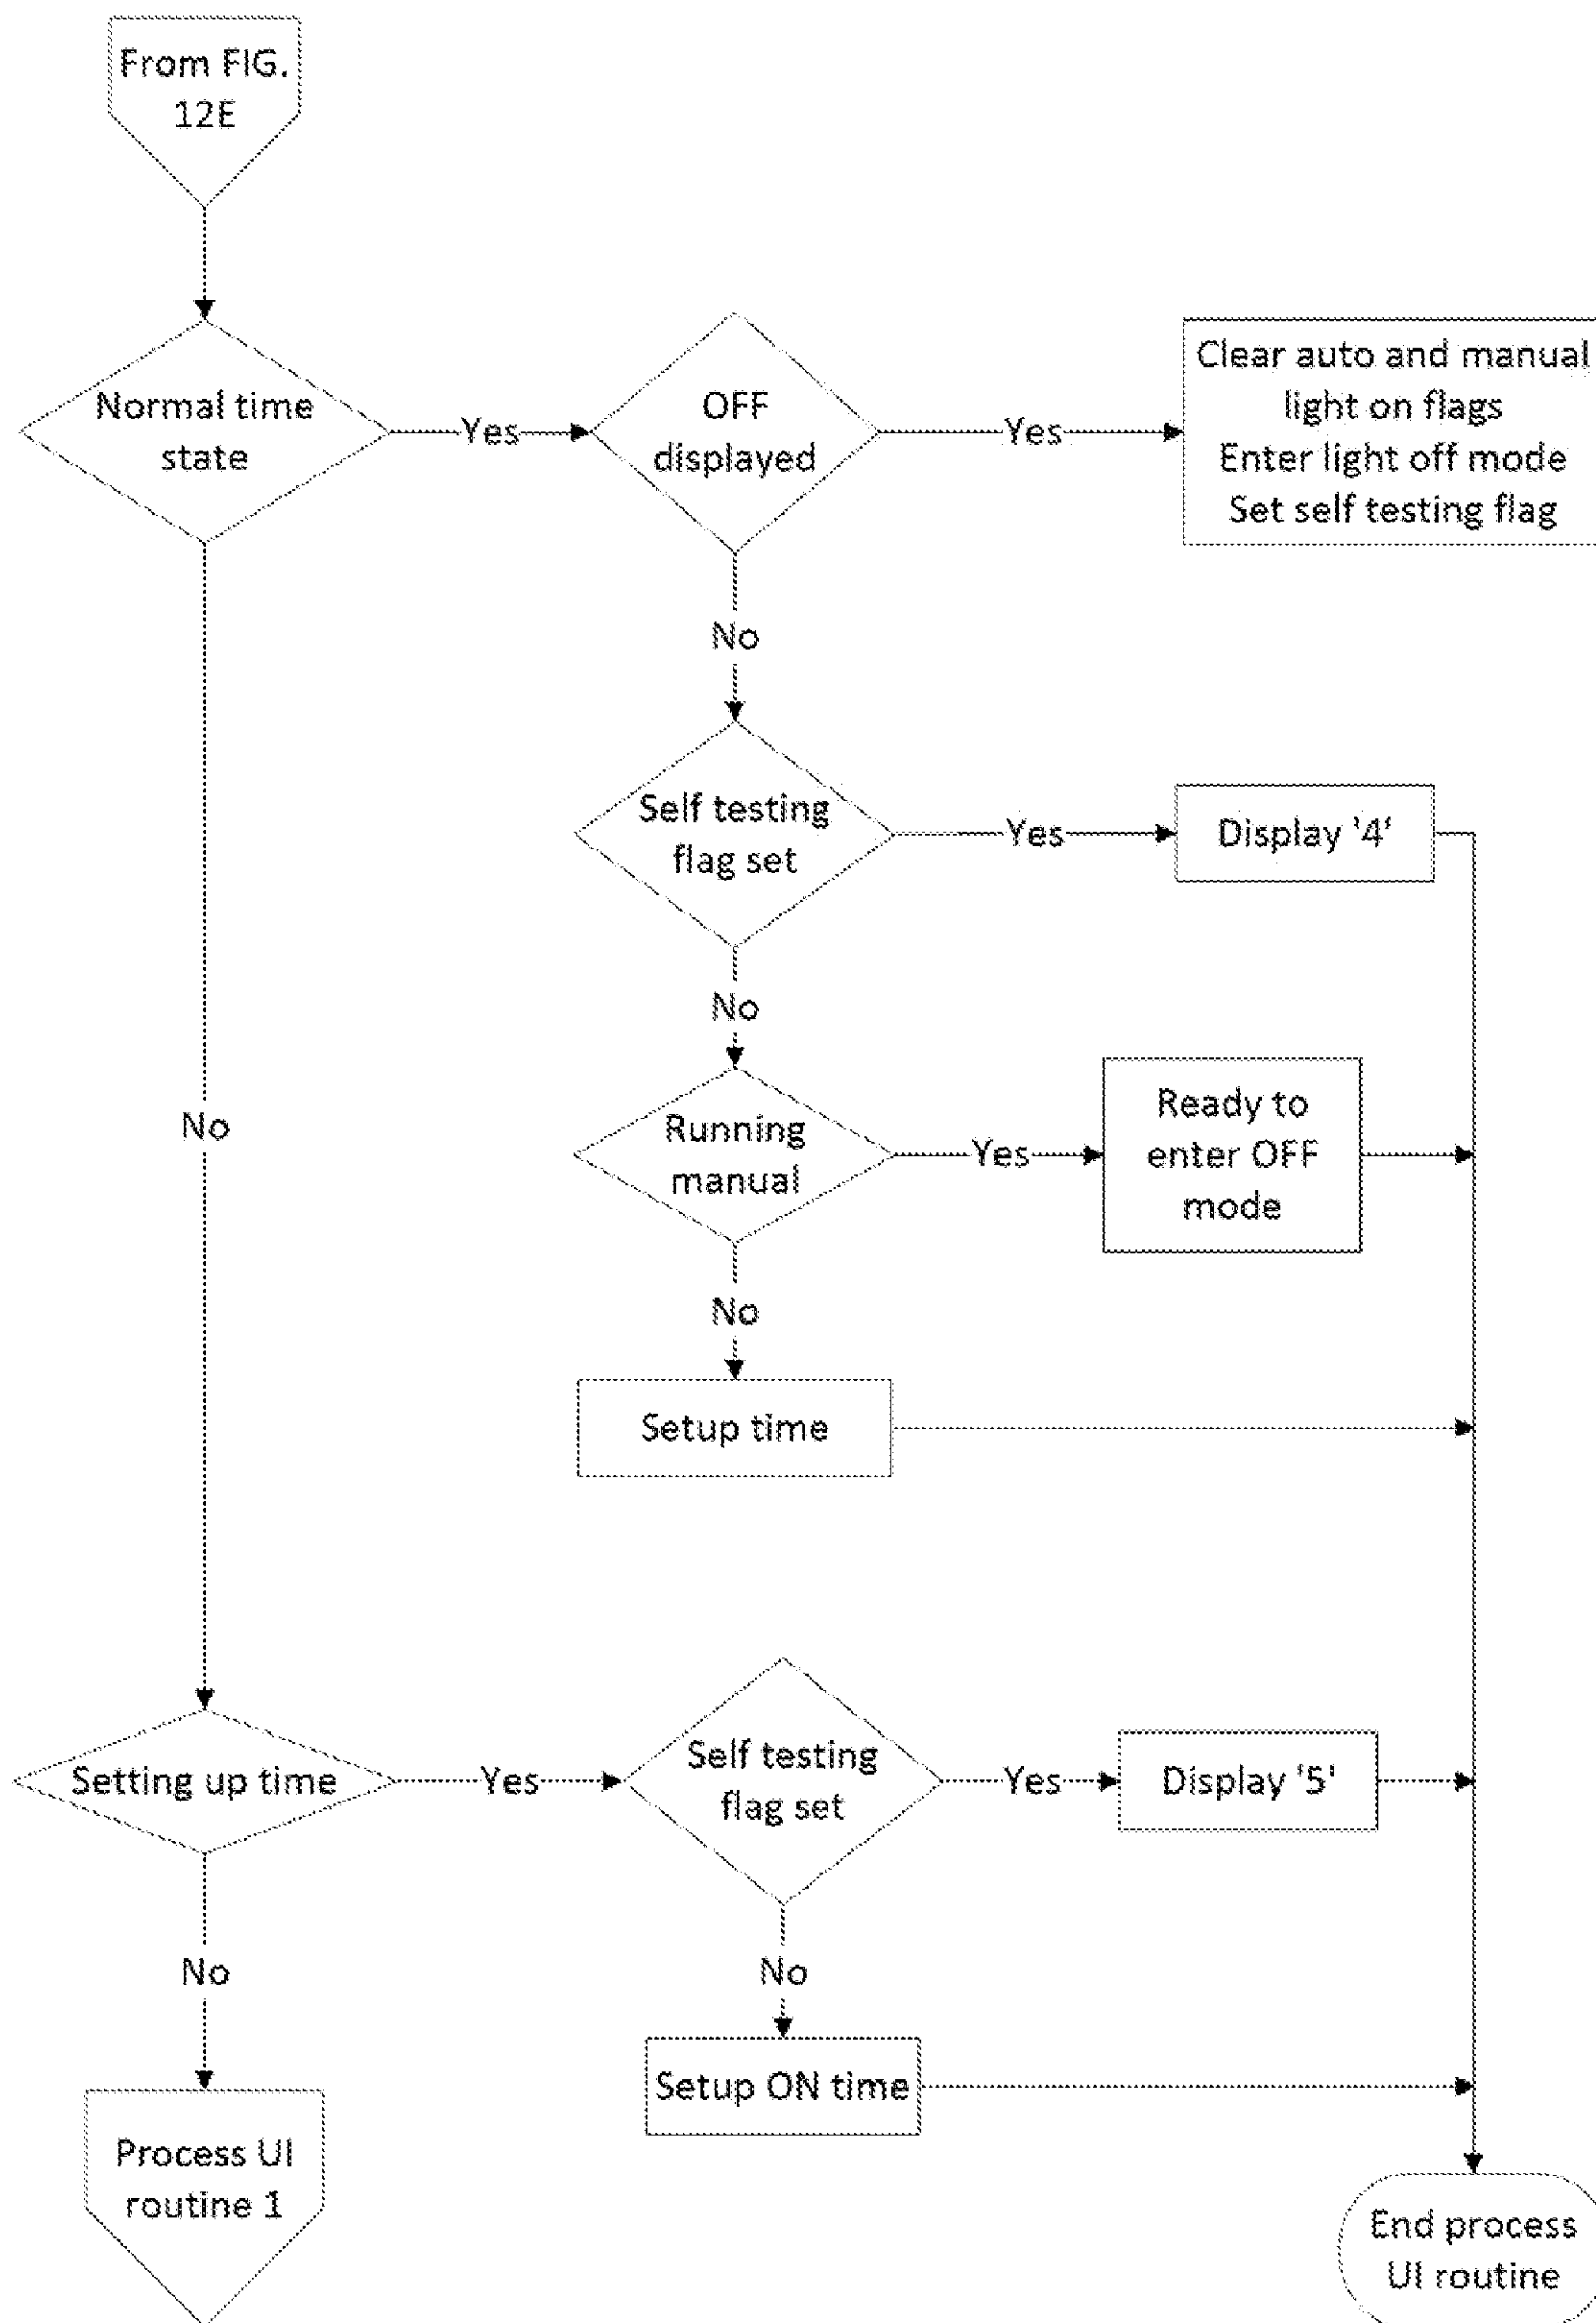 From FIG.
12E
Normal time
state
Yes
OFF
displayed
Yes
Clear auto and manual
light on flags
Enter light off mode
Set self testing flag
No
Self testing
flag set
Yes
Display '4'
No
No
Running
manual
Yes
Ready to
enter OFF
mode
No
Setup time
Setting up time
Yes
Self testing
flag set
Yes
Display '5'
No
No
Setup ON time
Process UI
routine 1
End process
UI routine